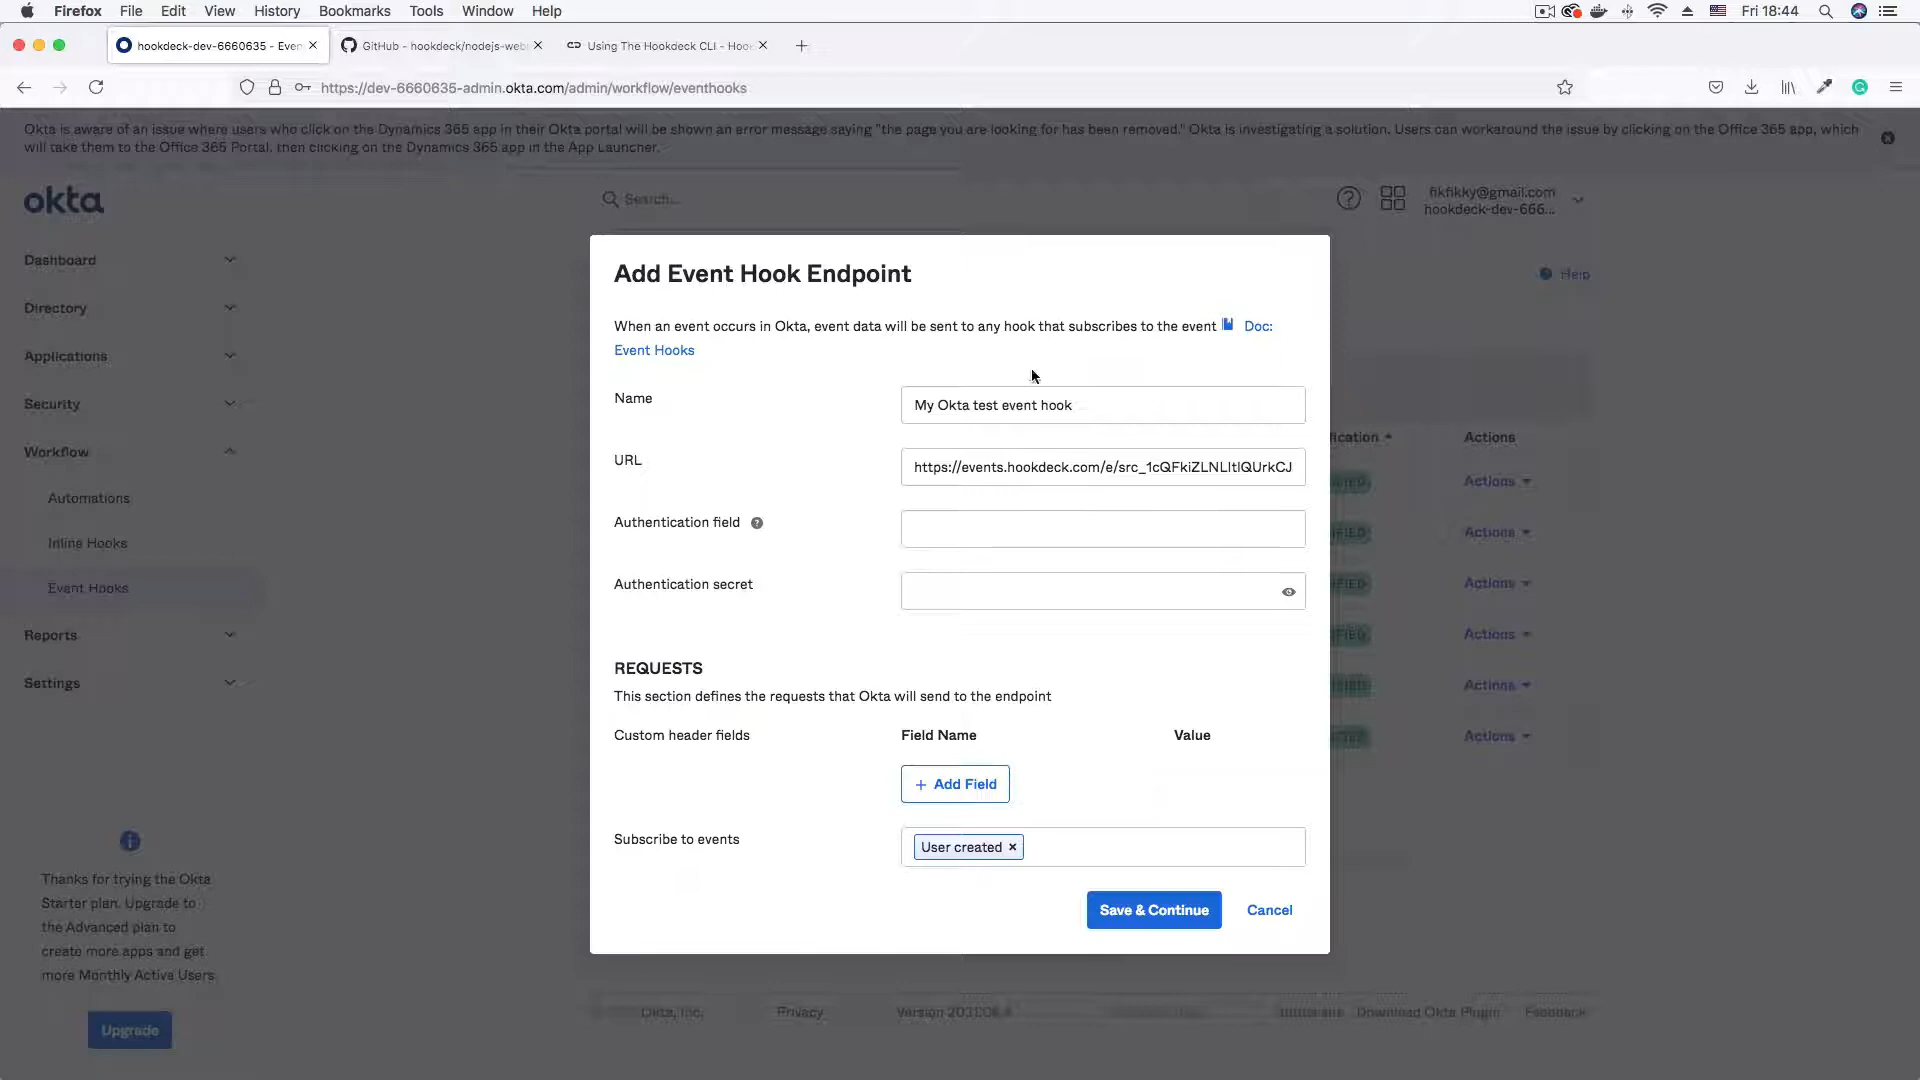 Firefox File Edit View History Bookmarks Tools Window Help Fri 18:44
hookdeck-dev-6660635 - Even GitHub - hookdeck/nodejs-web Using The Hookdeck CLI - Hoo
https://dev-6660635-admin.okta.com/admin/workflow/eventhooks
Okta is aware of an issue where users who click on the Dynamics 365 app in their Okta portal will be shown an error message saying "the page you are looking for has been removed." Okta is investigating a solution. Users can workaround the issue by clicking on the Office 365 app, which
will take them to the Office 365 Portal, then clicking on the Dynamics 365 app in the App Launcher.
okta
Search...
fikfikky@gmail.com
hookdeck-dev-666...
Dashboard
Directory
Applications
Security
Workflow
Automations
Inline Hooks
Event Hooks
Reports
Settings
Thanks for trying the Okta
Starter plan. Upgrade to
the Advanced plan to
create more apps and get
more Monthly Active Users
Upgrade
Help
Add Event Hook Endpoint
When an event occurs in Okta, event data will be sent to any hook that subscribes to the event Doc:
Event Hooks
Name
My Okta test event hook
URL
https://events.hookdeck.com/e/src_1cQFkiZLNLItIQUrkCJ
Authentication field
Authentication secret
REQUESTS
This section defines the requests that Okta will send to the endpoint
Custom header fields Field Name Value
+ Add Field
Subscribe to events
User created ×
Save & Continue Cancel
ication Actions
Actions
Actions
Actions
Actions
Actions
Actions
Okta, Inc. Privacy Version Download Okta Plugin Feedback